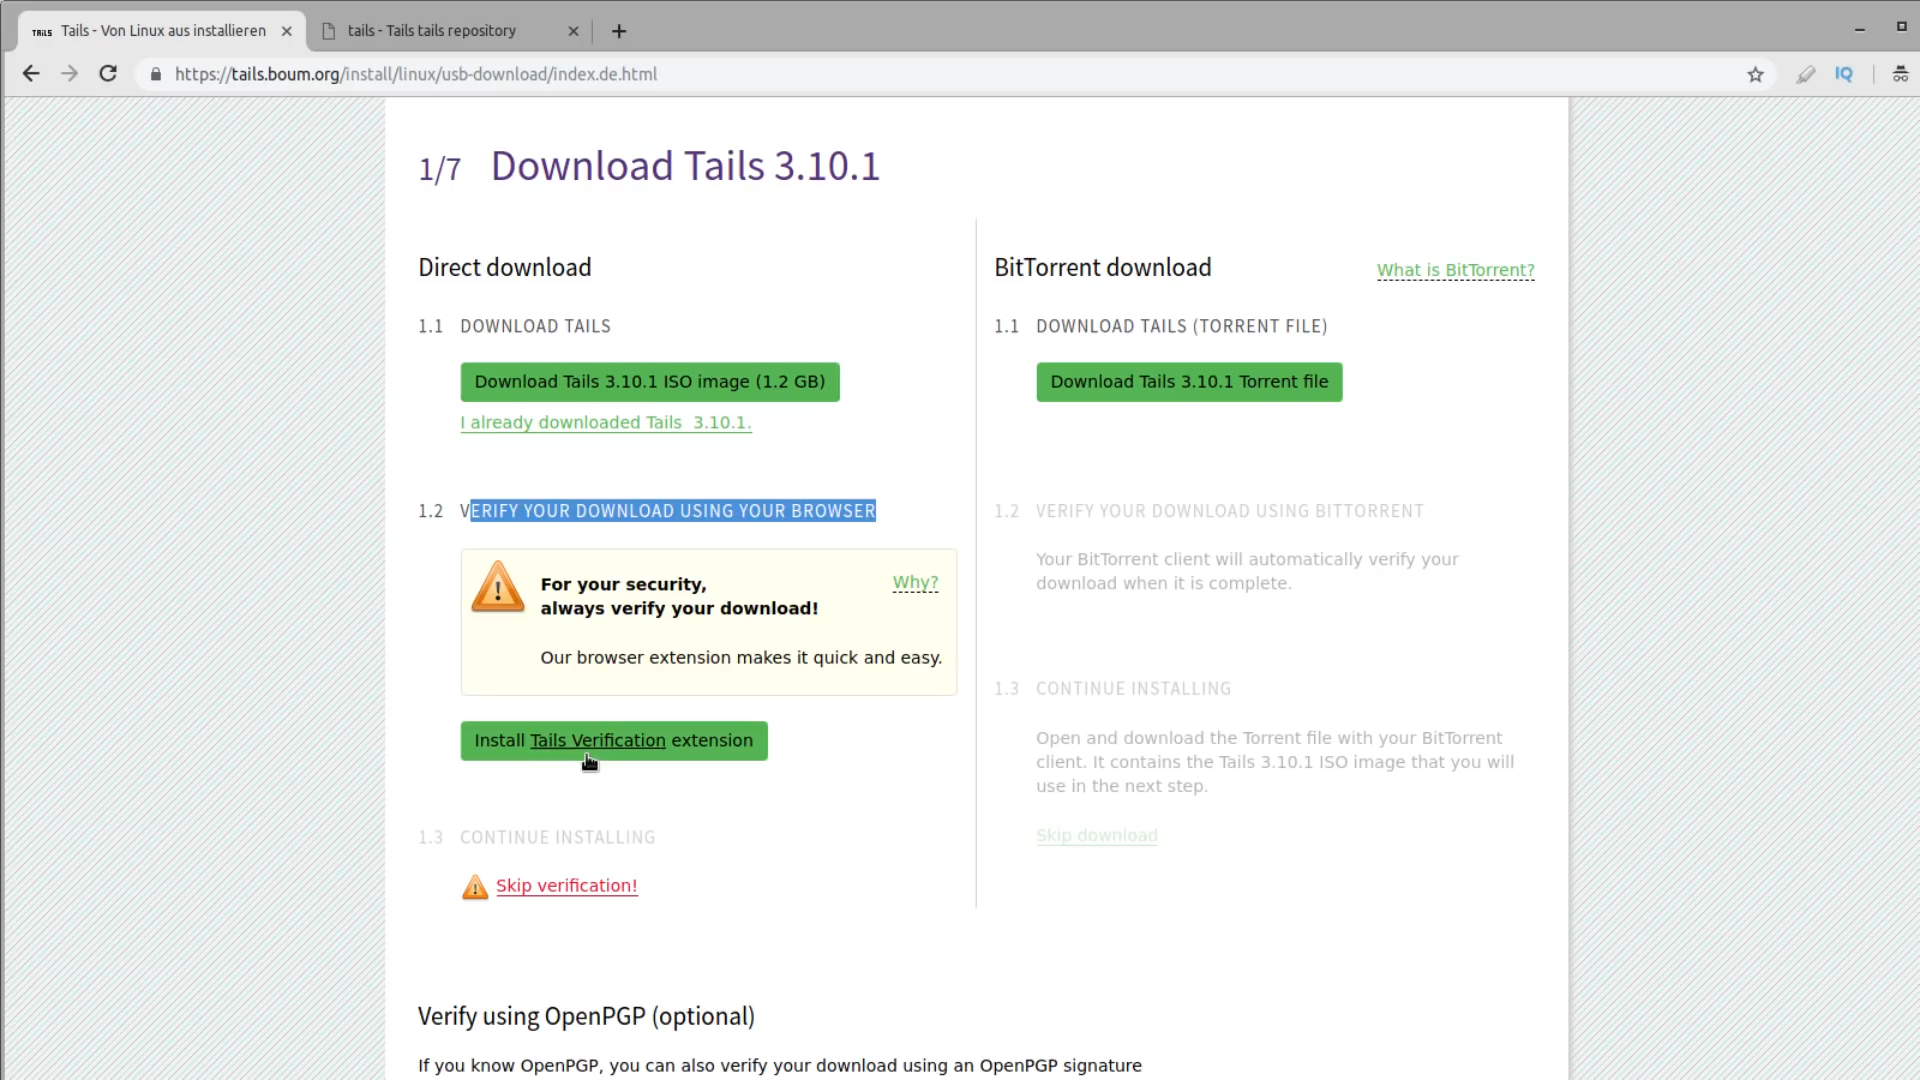 TAILS Tails - Von Linux aus installieren
tails - Tails tails repository
https://tails.boum.org/install/linux/usb-download/index.de.html
IQ
1/7 Download Tails 3.10.1
Direct download
1.1 DOWNLOAD TAILS
Download Tails 3.10.1 ISO image (1.2 GB)
I already downloaded Tails 3.10.1.
1.2 VERIFY YOUR DOWNLOAD USING YOUR BROWSER
For your security,
always verify your download!
Why?
Our browser extension makes it quick and easy.
Install Tails Verification extension
1.3 CONTINUE INSTALLING
Skip verification!
BitTorrent download
What is BitTorrent?
1.1 DOWNLOAD TAILS (TORRENT FILE)
Download Tails 3.10.1 Torrent file
1.2 VERIFY YOUR DOWNLOAD USING BITTORRENT
Your BitTorrent client will automatically verify your
download when it is complete.
1.3 CONTINUE INSTALLING
Open and download the Torrent file with your BitTorrent
client. It contains the Tails 3.10.1 ISO image that you will
use in the next step.
Skip download
Verify using OpenPGP (optional)
If you know OpenPGP, you can also verify your download using an OpenPGP signature